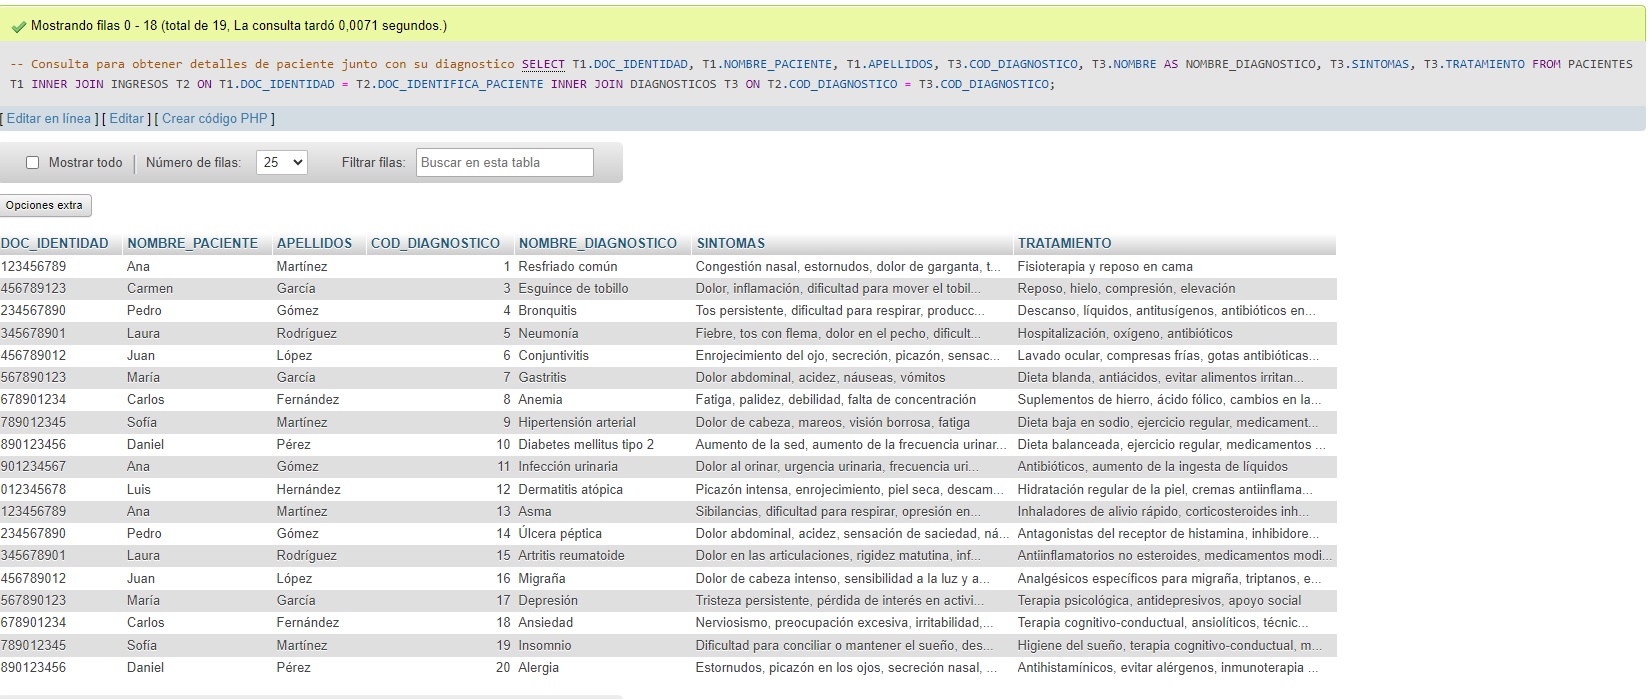 Mostrando filas 0 - 18 (total de 19, La consulta tardó 0,0071 segundos.)
-- Consulta para obtener detalles de paciente junto con su diagnostico SELECT T1.DOC_IDENTIDAD, T1.NOMBRE_PACIENTE, T1.APELLIDOS, T3.COD_DIAGNOSTICO, T3.NOMBRE AS NOMBRE_DIAGNOSTICO, T3.SINTOMAS, T3.TRATAMIENTO FROM PACIENTES
T1 INNER JOIN INGRESOS T2 ON T1.DOC_IDENTIDAD = T2.DOC_IDENTIFICA_PACIENTE INNER JOIN DIAGNOSTICOS T3 ON T2.COD_DIAGNOSTICO = T3.COD_DIAGNOSTICO;
[ Editar en línea ] [ Editar ] [ Crear código PHP ]
Mostrar todo | Número de filas: 25 Filtrar filas: Buscar en esta tabla
Opciones extra
DOC_IDENTIDAD NOMBRE_PACIENTE APELLIDOS COD_DIAGNOSTICO NOMBRE_DIAGNOSTICO SINTOMAS TRATAMIENTO
123456789 Ana Martínez 1 Resfriado común Congestión nasal, estornudos, dolor de garganta, t... Fisioterapia y reposo en cama
456789123 Carmen García 3 Esguince de tobillo Dolor, inflamación, dificultad para mover el tobil... Reposo, hielo, compresión, elevación
234567890 Pedro Gómez 4 Bronquitis Tos persistente, dificultad para respirar, producc... Descanso, líquidos, antitusígenos, antibióticos en...
345678901 Laura Rodríguez 5 Neumonía Fiebre, tos con flema, dolor en el pecho, dificult... Hospitalización, oxígeno, antibióticos
456789012 Juan López 6 Conjuntivitis Enrojecimiento del ojo, secreción, picazón, sensac... Lavado ocular, compresas frías, gotas antibióticas...
567890123 María García 7 Gastritis Dolor abdominal, acidez, náuseas, vómitos Dieta blanda, antiácidos, evitar alimentos irritan...
678901234 Carlos Fernández 8 Anemia Fatiga, palidez, debilidad, falta de concentración Suplementos de hierro, ácido fólico, cambios en la...
789012345 Sofía Martínez 9 Hipertensión arterial Dolor de cabeza, mareos, visión borrosa, fatiga Dieta baja en sodio, ejercicio regular, medicament...
890123456 Daniel Pérez 10 Diabetes mellitus tipo 2 Aumento de la sed, aumento de la frecuencia urinar... Dieta balanceada, ejercicio regular, medicamentos ...
901234567 Ana Gómez 11 Infección urinaria Dolor al orinar, urgencia urinaria, frecuencia uri... Antibióticos, aumento de la ingesta de líquidos
012345678 Luis Hernández 12 Dermatitis atópica Picazón intensa, enrojecimiento, piel seca, descam... Hidratación regular de la piel, cremas antiinflama...
123456789 Ana Martínez 13 Asma Sibilancias, dificultad para respirar, opresión en... Inhaladores de alivio rápido, corticosteroides inh...
234567890 Pedro Gómez 14 Úlcera péptica Dolor abdominal, acidez, sensación de saciedad, ná... Antagonistas del receptor de histamina, inhibidore...
345678901 Laura Rodríguez 15 Artritis reumatoide Dolor en las articulaciones, rigidez matutina, inf... Antiinflamatorios no esteroides, medicamentos modi...
456789012 Juan López 16 Migraña Dolor de cabeza intenso, sensibilidad a la luz y a... Analgésicos específicos para migraña, triptanos, e...
567890123 María García 17 Depresión Tristeza persistente, pérdida de interés en activi... Terapia psicológica, antidepresivos, apoyo social
678901234 Carlos Fernández 18 Ansiedad Nerviosismo, preocupación excesiva, irritabilidad,... Terapia cognitivo-conductual, ansiolíticos, técnic...
789012345 Sofía Martínez 19 Insomnio Dificultad para conciliar o mantener el sueño, des... Higiene del sueño, terapia cognitivo-conductual, m...
890123456 Daniel Pérez 20 Alergia Estornudos, picazón en los ojos, secreción nasal, ... Antihistamínicos, evitar alérgenos, inmunoterapia ...